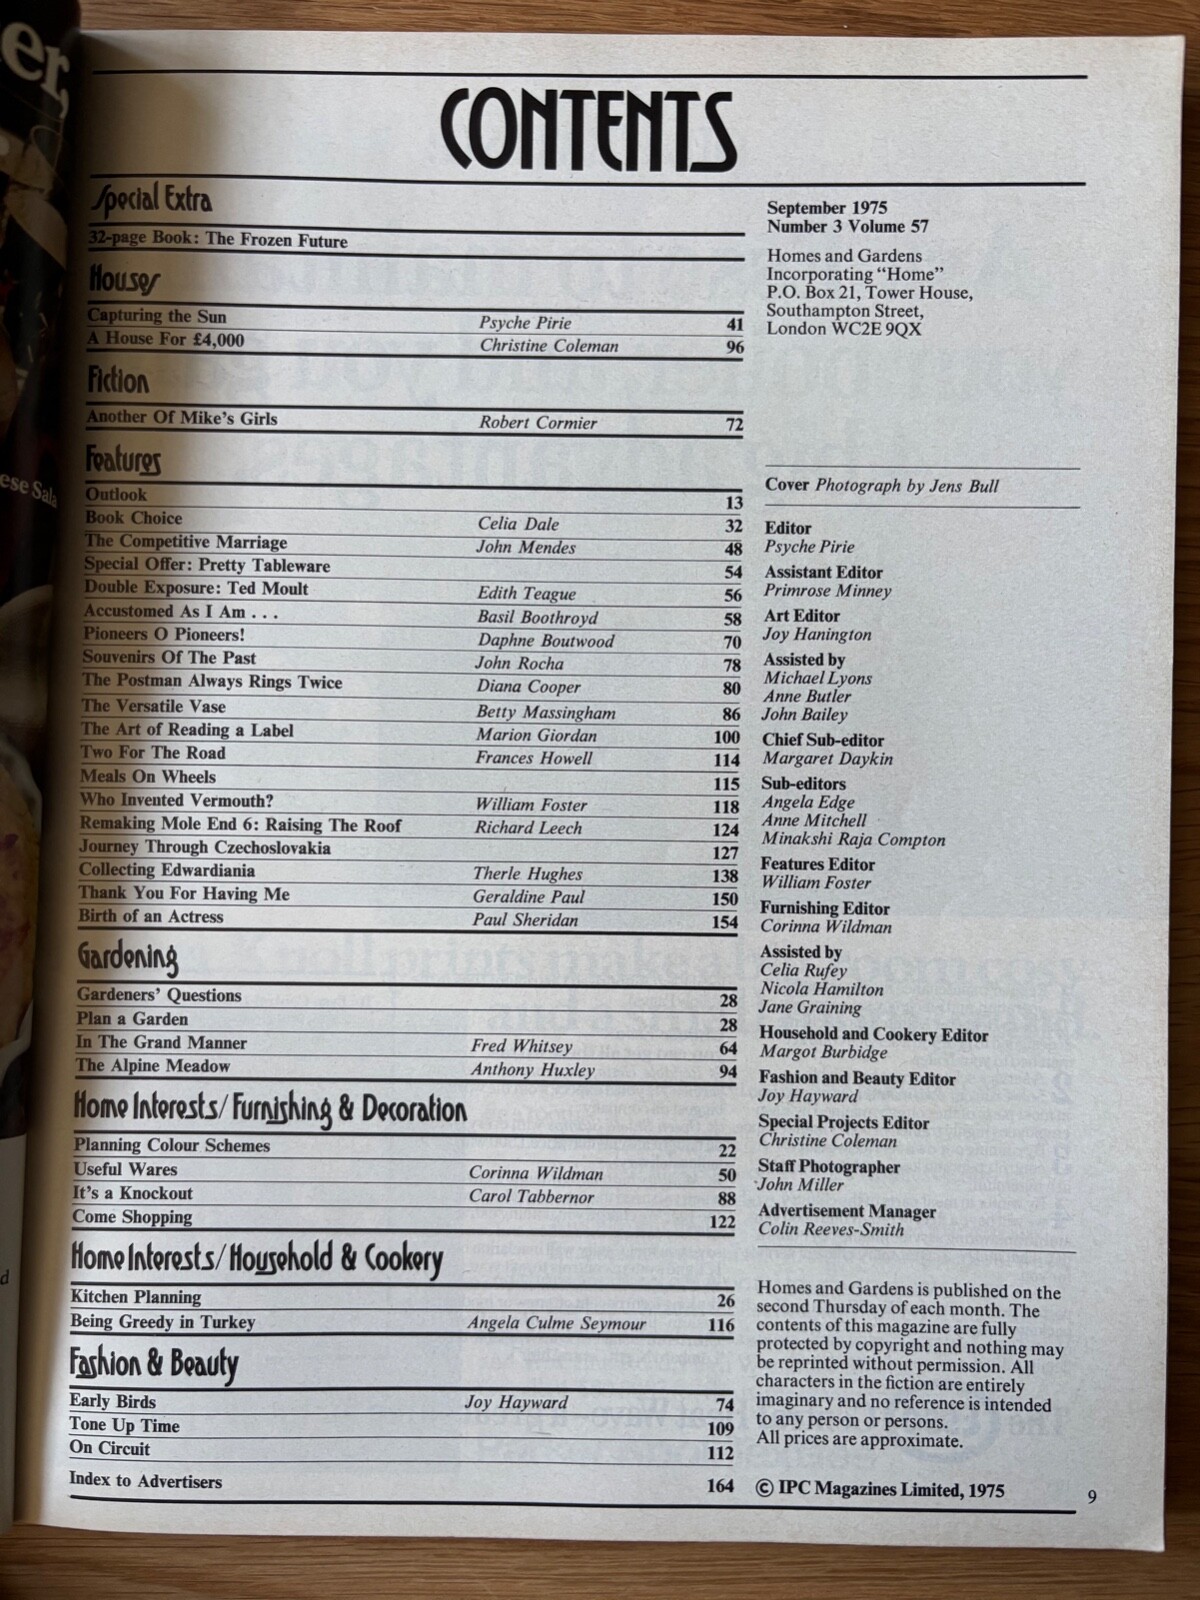 er,
ese Sala
d
CONTENTS
Special Extra
32-page Book: The Frozen Future
Houses
Capturing the Sun Psyche Pirie 41
A House For £4,000 Christine Coleman 96
Fiction
Another Of Mike's Girls Robert Cormier 72
Features
Outlook 13
Book Choice Celia Dale 32
The Competitive Marriage John Mendes 48
Special Offer: Pretty Tableware 54
Double Exposure: Ted Moult Edith Teague 56
Accustomed As I Am . . . Basil Boothroyd 58
Pioneers O Pioneers! Daphne Boutwood 70
Souvenirs Of The Past John Rocha 78
The Postman Always Rings Twice Diana Cooper 80
The Versatile Vase Betty Massingham 86
The Art of Reading a Label Marion Giordan 100
Two For The Road Frances Howell 114
Meals On Wheels 115
Who Invented Vermouth? William Foster 118
Remaking Mole End 6: Raising The Roof Richard Leech 124
Journey Through Czechoslovakia 127
Collecting Edwardiana Therle Hughes 138
Thank You For Having Me Geraldine Paul 150
Birth of an Actress Paul Sheridan 154
Gardening
Gardeners' Questions 28
Plan a Garden 28
In The Grand Manner Fred Whitsey 64
The Alpine Meadow Anthony Huxley 94
Home Interests/Furnishing & Decoration
Planning Colour Schemes 22
Useful Wares Corinna Wildman 50
It's a Knockout Carol Tabbernor 88
Come Shopping 122
Home Interests/Household & Cookery
Kitchen Planning 26
Being Greedy in Turkey Angela Culme Seymour 116
Fashion & Beauty
Early Birds Joy Hayward 74
Tone Up Time 109
On Circuit 112
Index to Advertisers 164
September 1975
Number 3 Volume 57
Homes and Gardens
Incorporating "Home"
P.O. Box 21, Tower House,
Southampton Street,
London WC2E 9QX
Cover Photograph by Jens Bull
Editor
Psyche Pirie
Assistant Editor
Primrose Minney
Art Editor
Joy Hanington
Assisted by
Michael Lyons
Anne Butler
John Bailey
Chief Sub-editor
Margaret Daykin
Sub-editors
Angela Edge
Anne Mitchell
Minakshi Raja Compton
Features Editor
William Foster
Furnishing Editor
Corinna Wildman
Assisted by
Celia Rufey
Nicola Hamilton
Jane Graining
Household and Cookery Editor
Margot Burbidge
Fashion and Beauty Editor
Joy Hayward
Special Projects Editor
Christine Coleman
Staff Photographer
John Miller
Advertisement Manager
Colin Reeves-Smith
Homes and Gardens is published on the
second Thursday of each month. The
contents of this magazine are fully
protected by copyright and nothing may
be reprinted without permission. All
characters in the fiction are entirely
imaginary and no reference is intended
to any person or persons.
All prices are approximate.
© IPC Magazines Limited, 1975
9